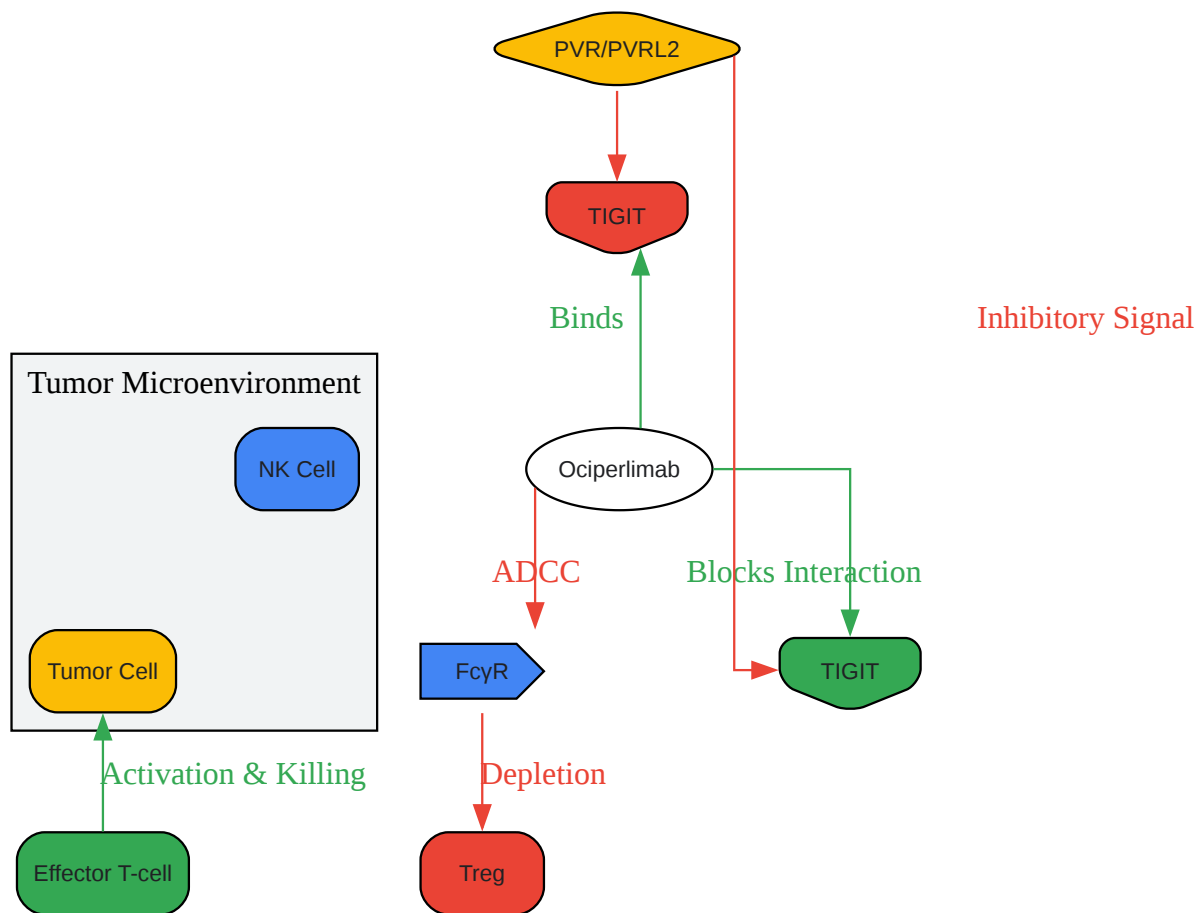 PVR/PVRL2
TIGIT
Binds
Inhibitory Signal
Tumor Microenvironment
NK Cell
Ociperlimab
ADCC
Blocks Interaction
Tumor Cell
FcγR
TIGIT
Activation & Killing
Depletion
Effector T-cell
Treg